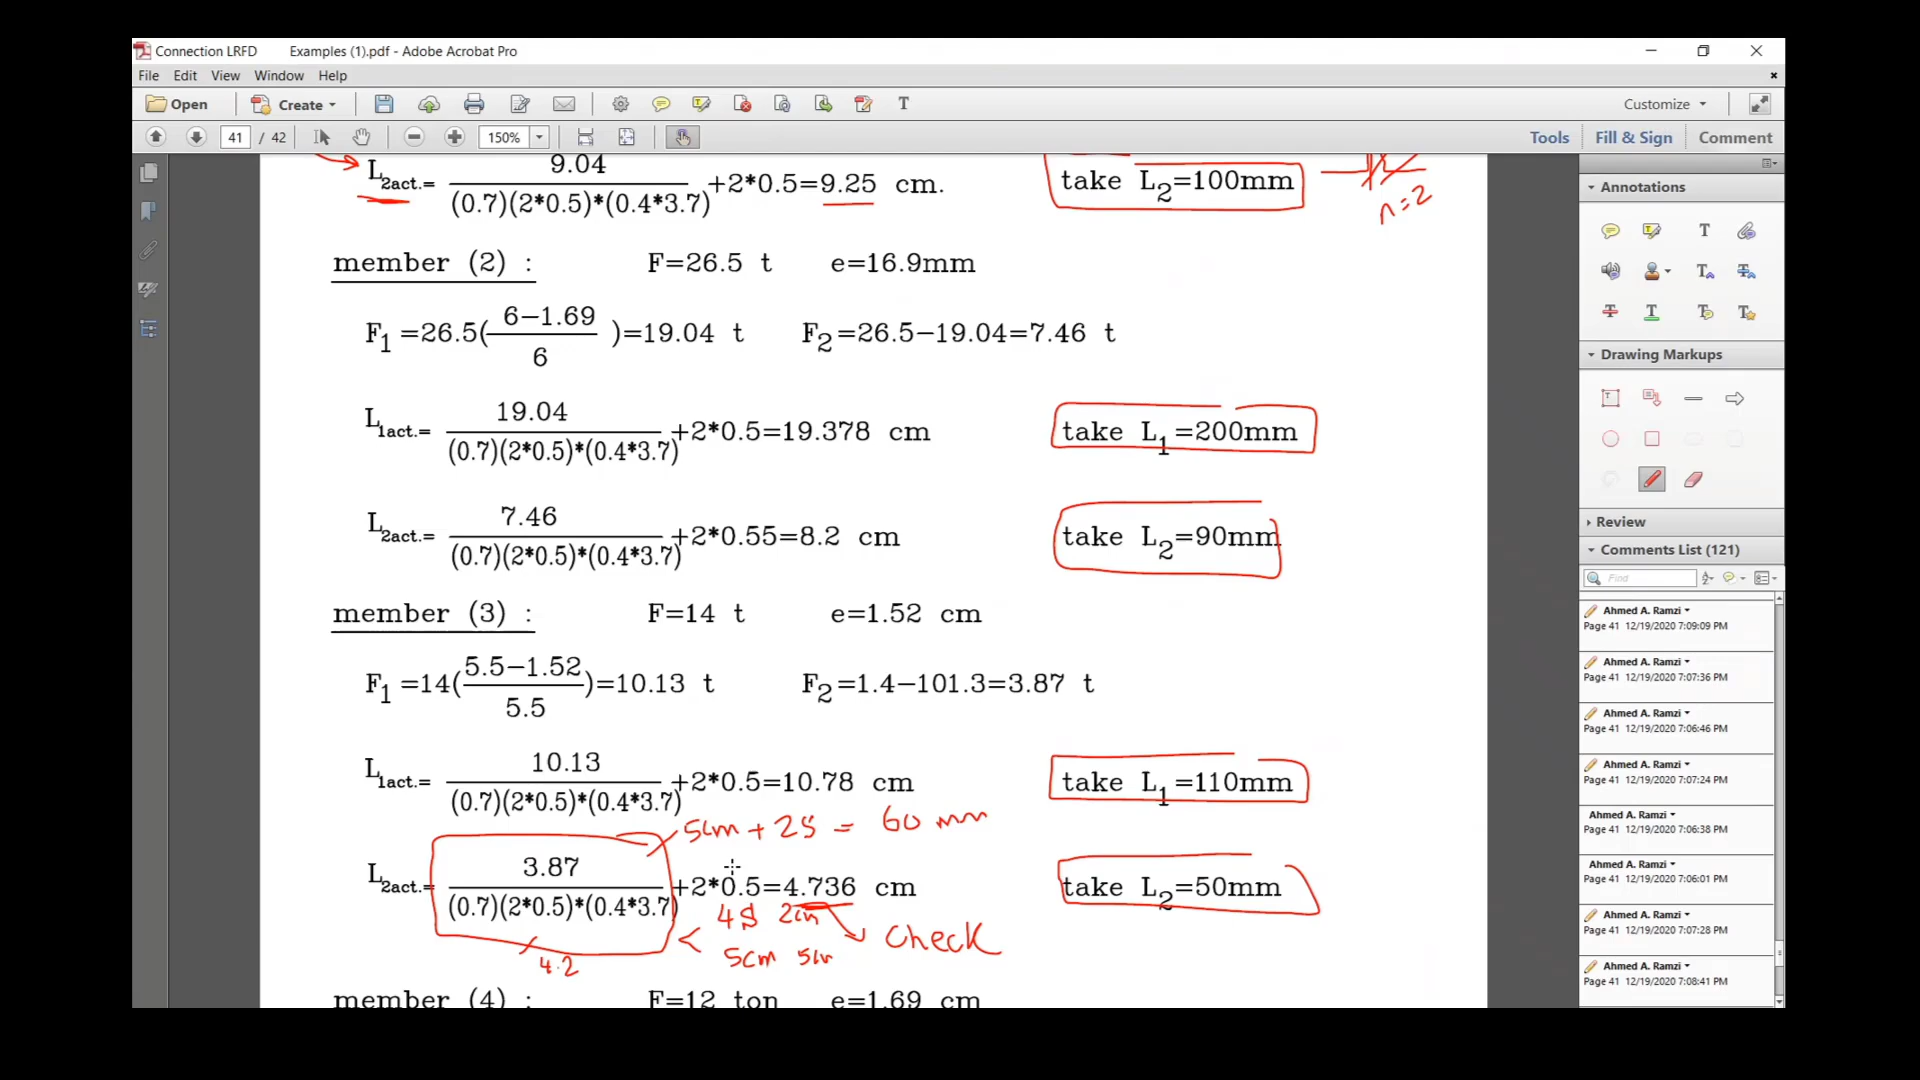 Connection LRFD Examples (1).pdf - Adobe Acrobat Pro
File Edit View Window Help
Open Create Customize
41 / 42 150% Tools Fill & Sign Comment
L2act.= 9.04 / (0.7)(2*0.5)*(0.4*3.7) +2*0.5=9.25 cm. take L2=100mm
n=2
member (2) : F=26.5 t e=16.9mm
F1 =26.5( 6-1.69 / 6 )=19.04 t F2=26.5-19.04=7.46 t
L1act.= 19.04 / (0.7)(2*0.5)*(0.4*3.7) +2*0.5=19.378 cm take L1=200mm
L2act.= 7.46 / (0.7)(2*0.5)*(0.4*3.7) +2*0.55=8.2 cm take L2=90mm
member (3) : F=14 t e=1.52 cm
F1 =14( 5.5-1.52 / 5.5 )=10.13 t F2=1.4-101.3=3.87 t
L1act.= 10.13 / (0.7)(2*0.5)*(0.4*3.7) +2*0.5=10.78 cm take L1=110mm
5cm + 2S = 60 mm
L2act.= 3.87 / (0.7)(2*0.5)*(0.4*3.7) +2*0.5=4.736 cm take L2=50mm
4S 2cm
< check
5cm 5cm
4.2
member (4) : F=12 ton e=1.69 cm
Annotations
Drawing Markups
Review
Comments List (121)
Find
Ahmed A. Ramzi
Page 41 12/19/2020 7:09:09 PM
Ahmed A. Ramzi
Page 41 12/19/2020 7:07:36 PM
Ahmed A. Ramzi
Page 41 12/19/2020 7:06:46 PM
Ahmed A. Ramzi
Page 41 12/19/2020 7:07:24 PM
Ahmed A. Ramzi
Page 41 12/19/2020 7:06:38 PM
Ahmed A. Ramzi
Page 41 12/19/2020 7:06:01 PM
Ahmed A. Ramzi
Page 41 12/19/2020 7:07:28 PM
Ahmed A. Ramzi
Page 41 12/19/2020 7:08:41 PM